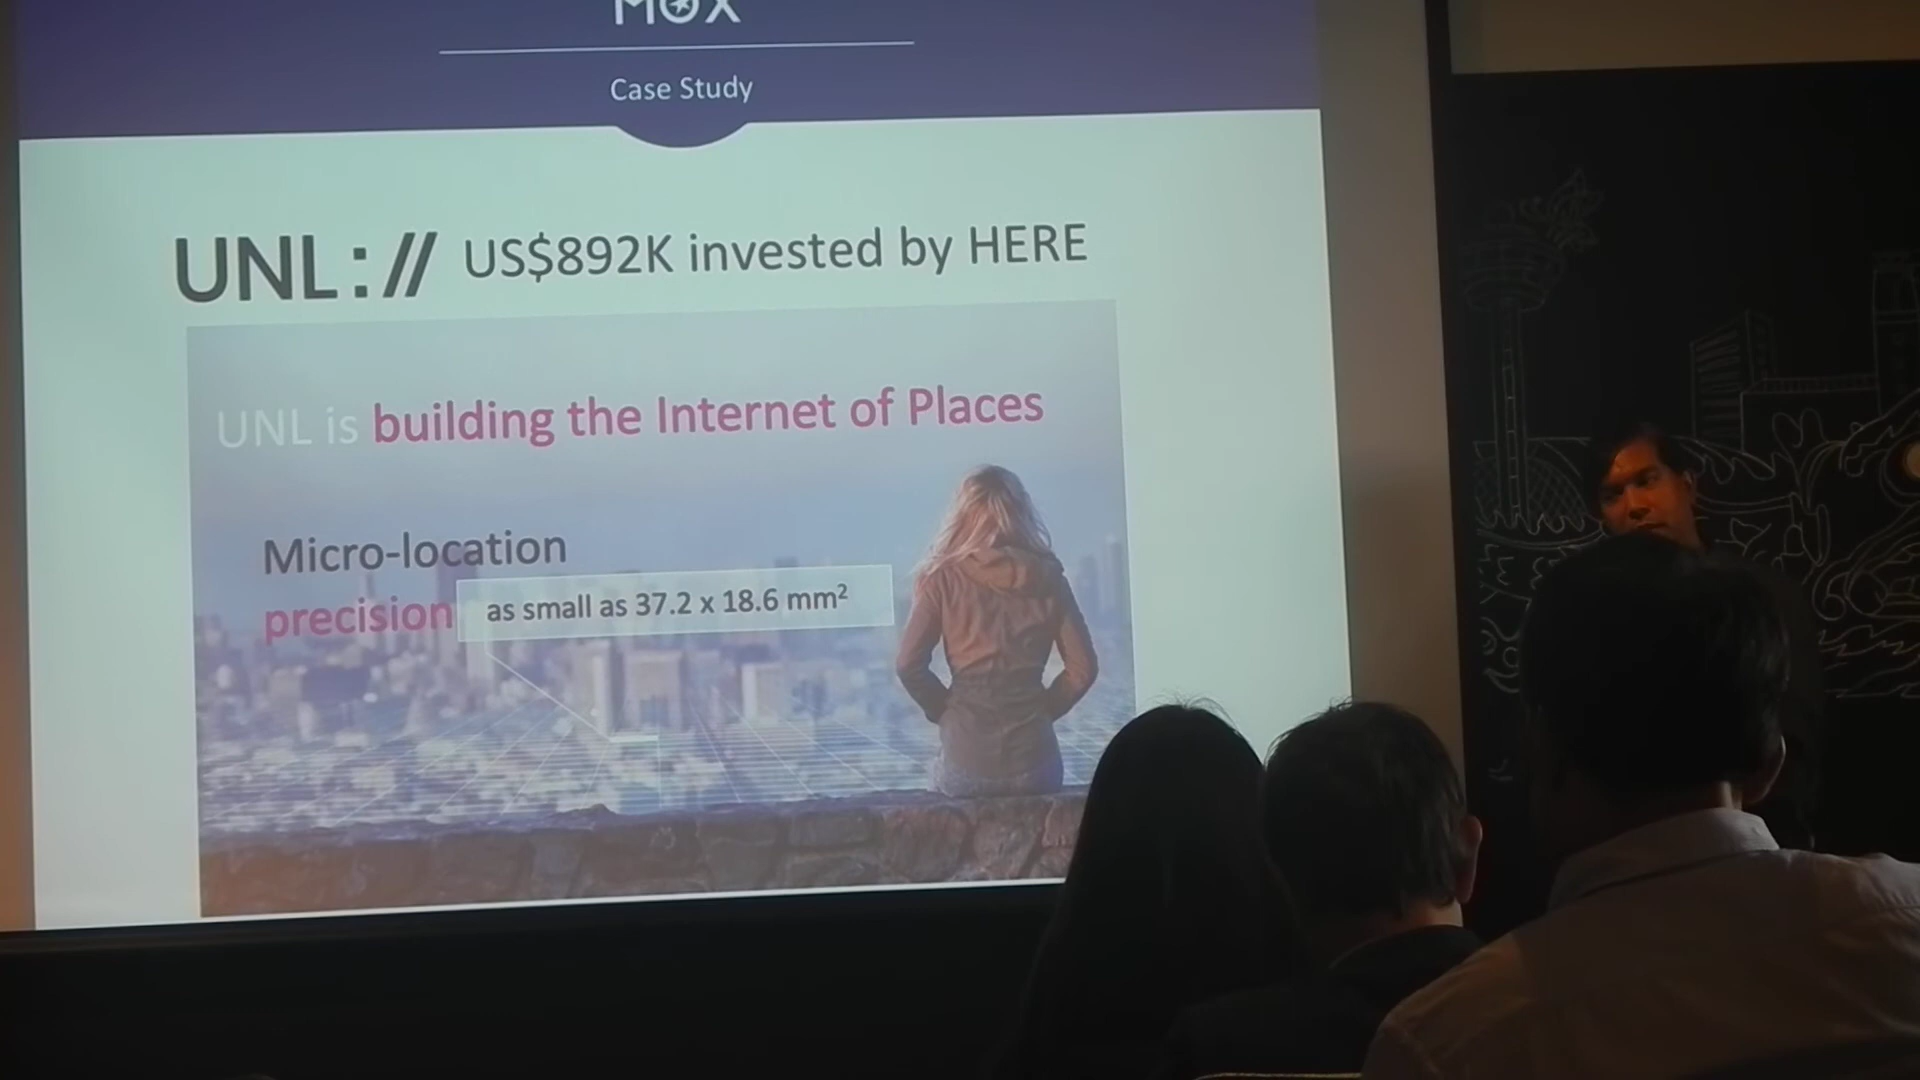 MOX
Case Study
UNL:// US$892K invested by HERE
UNL is building the Internet of Places
Micro-location
precision as small as 37.2 x 18.6 mm²